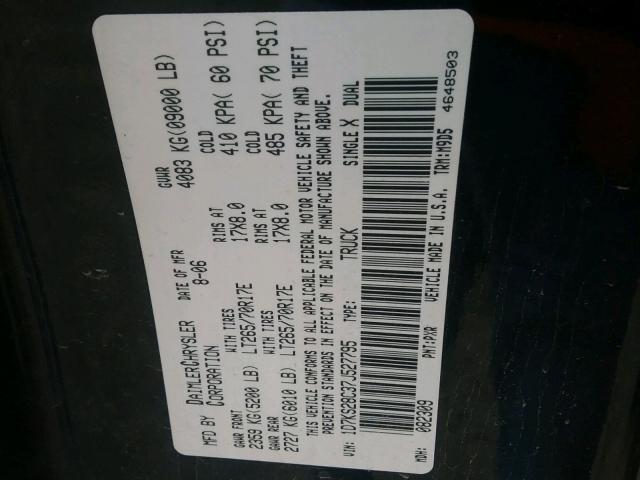 MFD BY DAIMLERCHRYSLER CORPORATION
DATE OF MFR 8-06
GVWR 4083 KG(09000 LB)
GAWR FRONT WITH TIRES RIMS AT COLD
2359 KG(5200 LB) LT265/70R17E 17X8.0 410 KPA( 60 PSI)
GAWR REAR WITH TIRES RIMS AT COLD
2727 KG(6010 LB) LT265/70R17E 17X8.0 485 KPA( 70 PSI)
THIS VEHICLE CONFORMS TO ALL APPLICABLE FEDERAL MOTOR VEHICLE SAFETY AND THEFT
PREVENTION STANDARDS IN EFFECT ON THE DATE OF MANUFACTURE SHOWN ABOVE.
VIN: 1D7KS28C37J527795 TYPE: TRUCK SINGLE X DUAL
MDH: 082309 PNT:PXR VEHICLE MADE IN U.S.A. TRM:M9D5
4648503